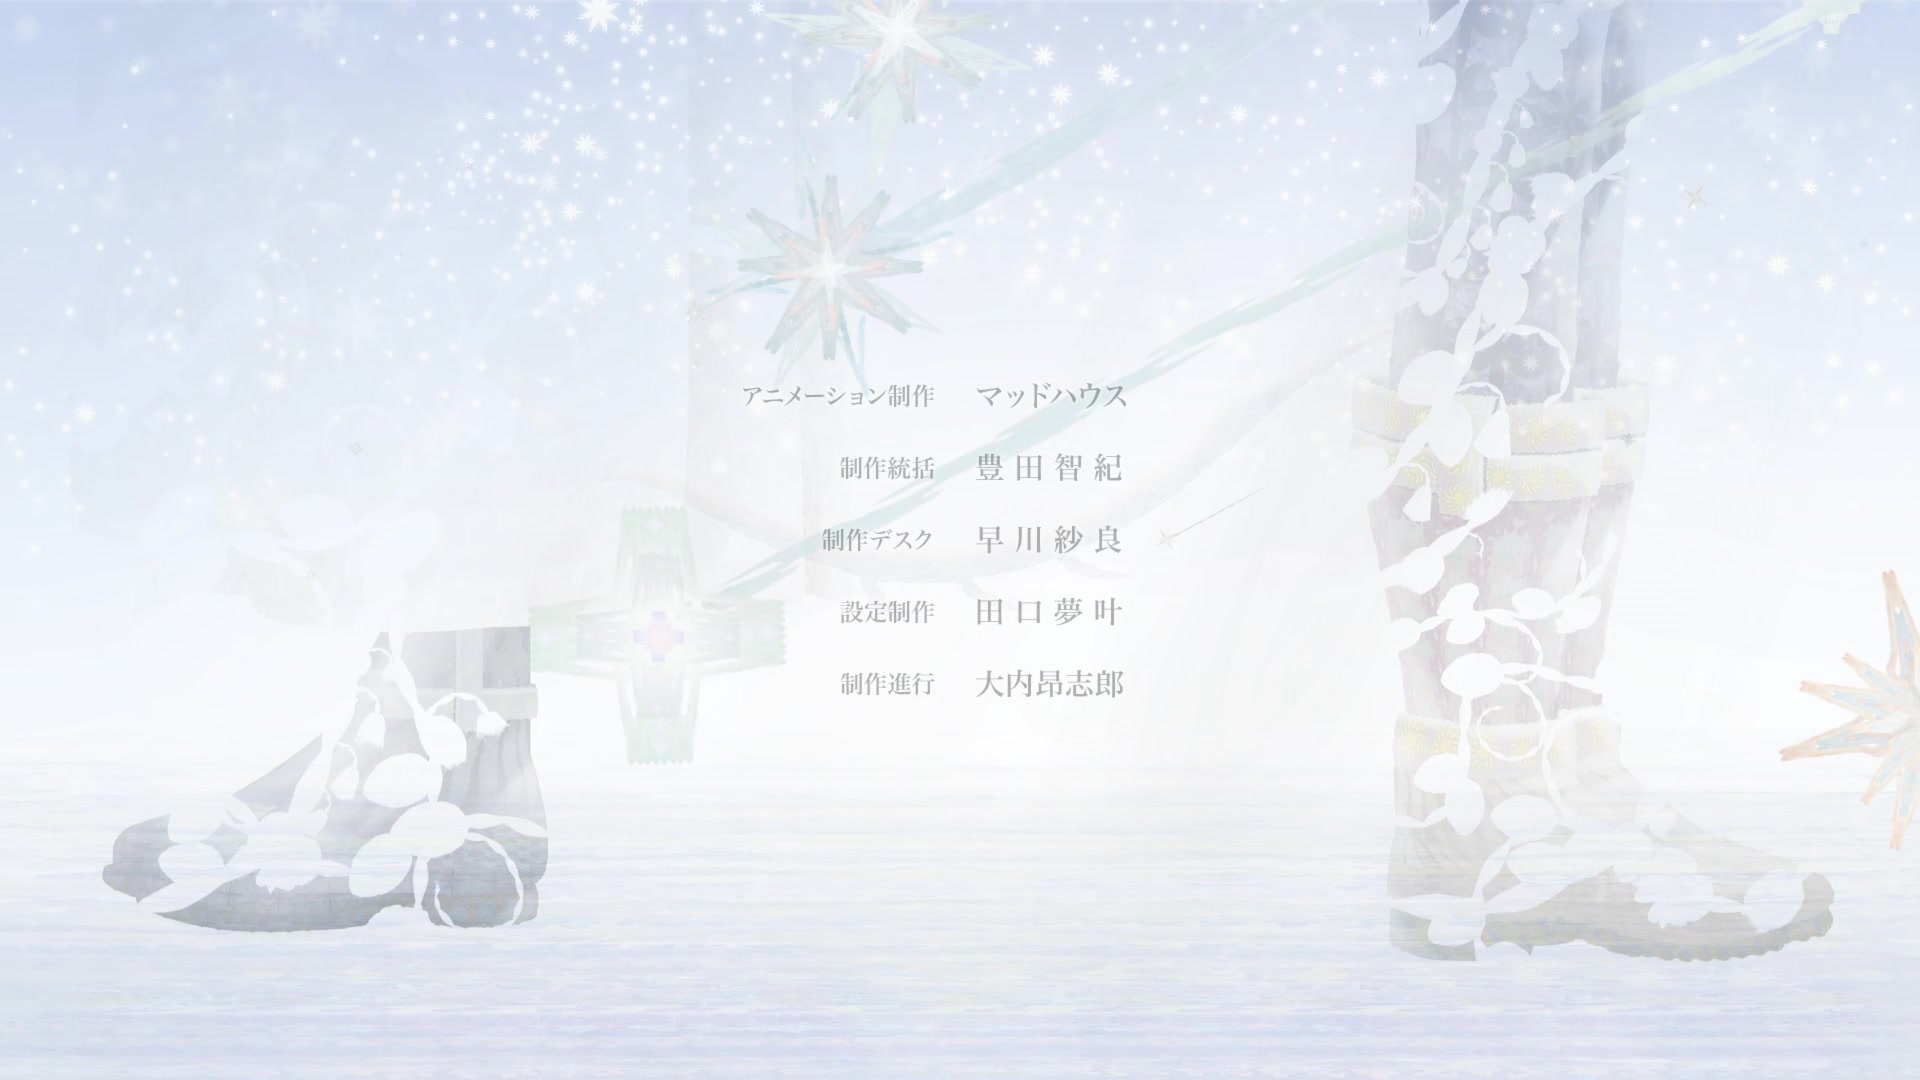 アニメーション制作 マッドハウス
制作統括 豊田智紀
制作デスク 早川紗良
設定制作 田口夢叶
制作進行 大内昂志郎